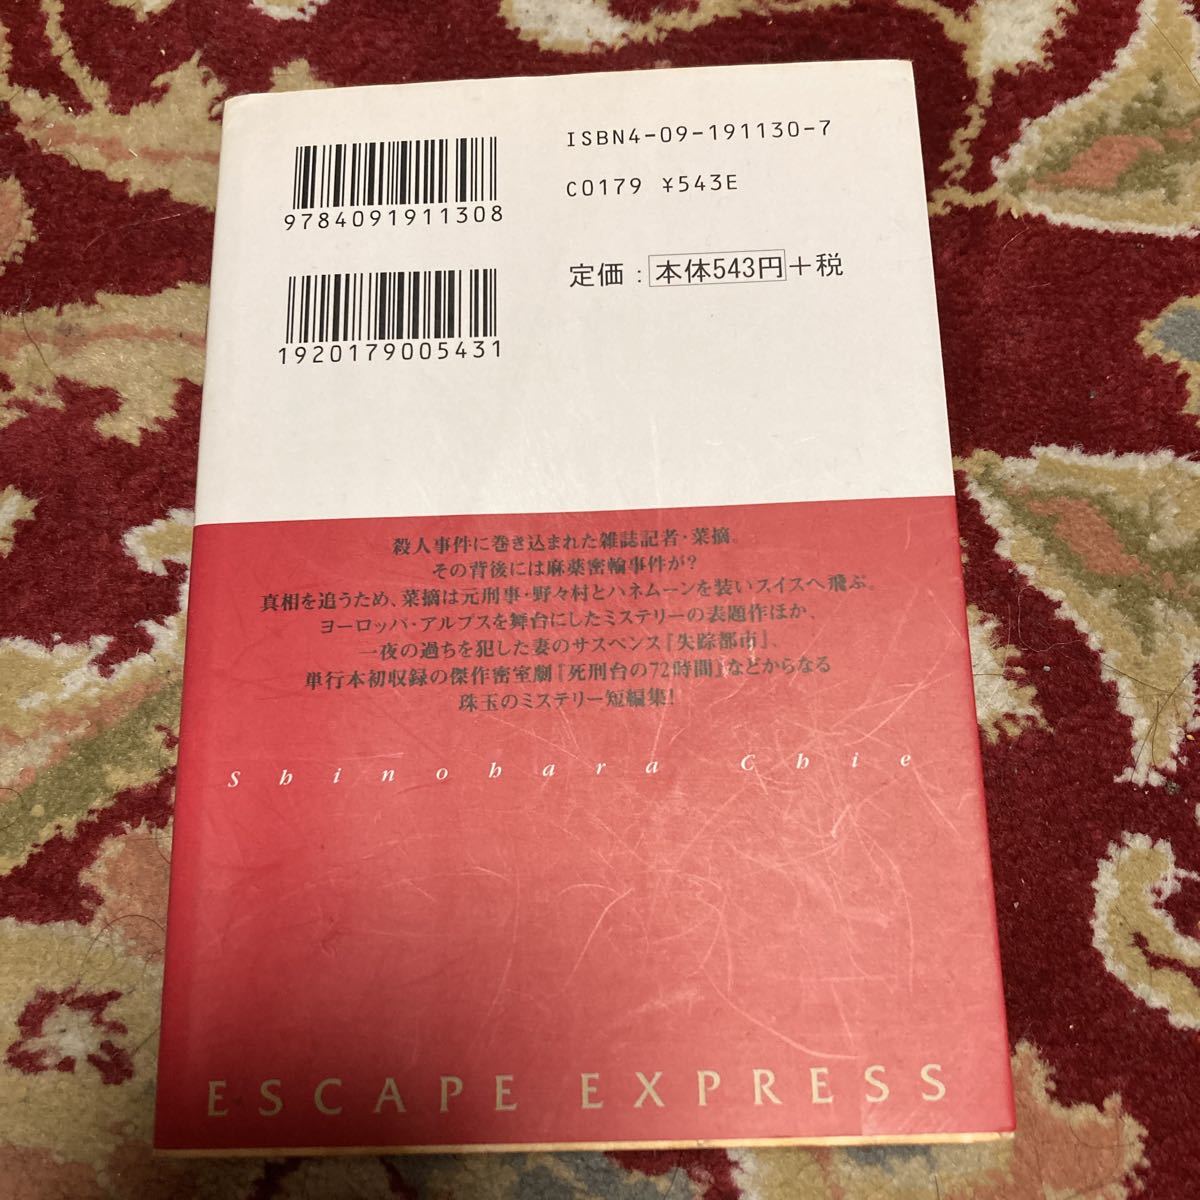 ISBN4-09-191130-7
9784091911308
C0179 ¥543E
定価：本体543円＋税
1920179005431
殺人事件に巻き込まれた雑誌記者・菜摘。
その背後には麻薬密輸事件が？
真相を追うため、菜摘は元刑事・野々村とハネムーンを装いスイスへ飛ぶ。
ヨーロッパ・アルプスを舞台にしたミステリーの表題作ほか、
一夜の過ちを犯した妻のサスペンス『失踪都市』、
単行本初収録の傑作密室劇『死刑台の72時間』などからなる
珠玉のミステリー短編集！
Shinohara Chie
ESCAPE EXPRESS